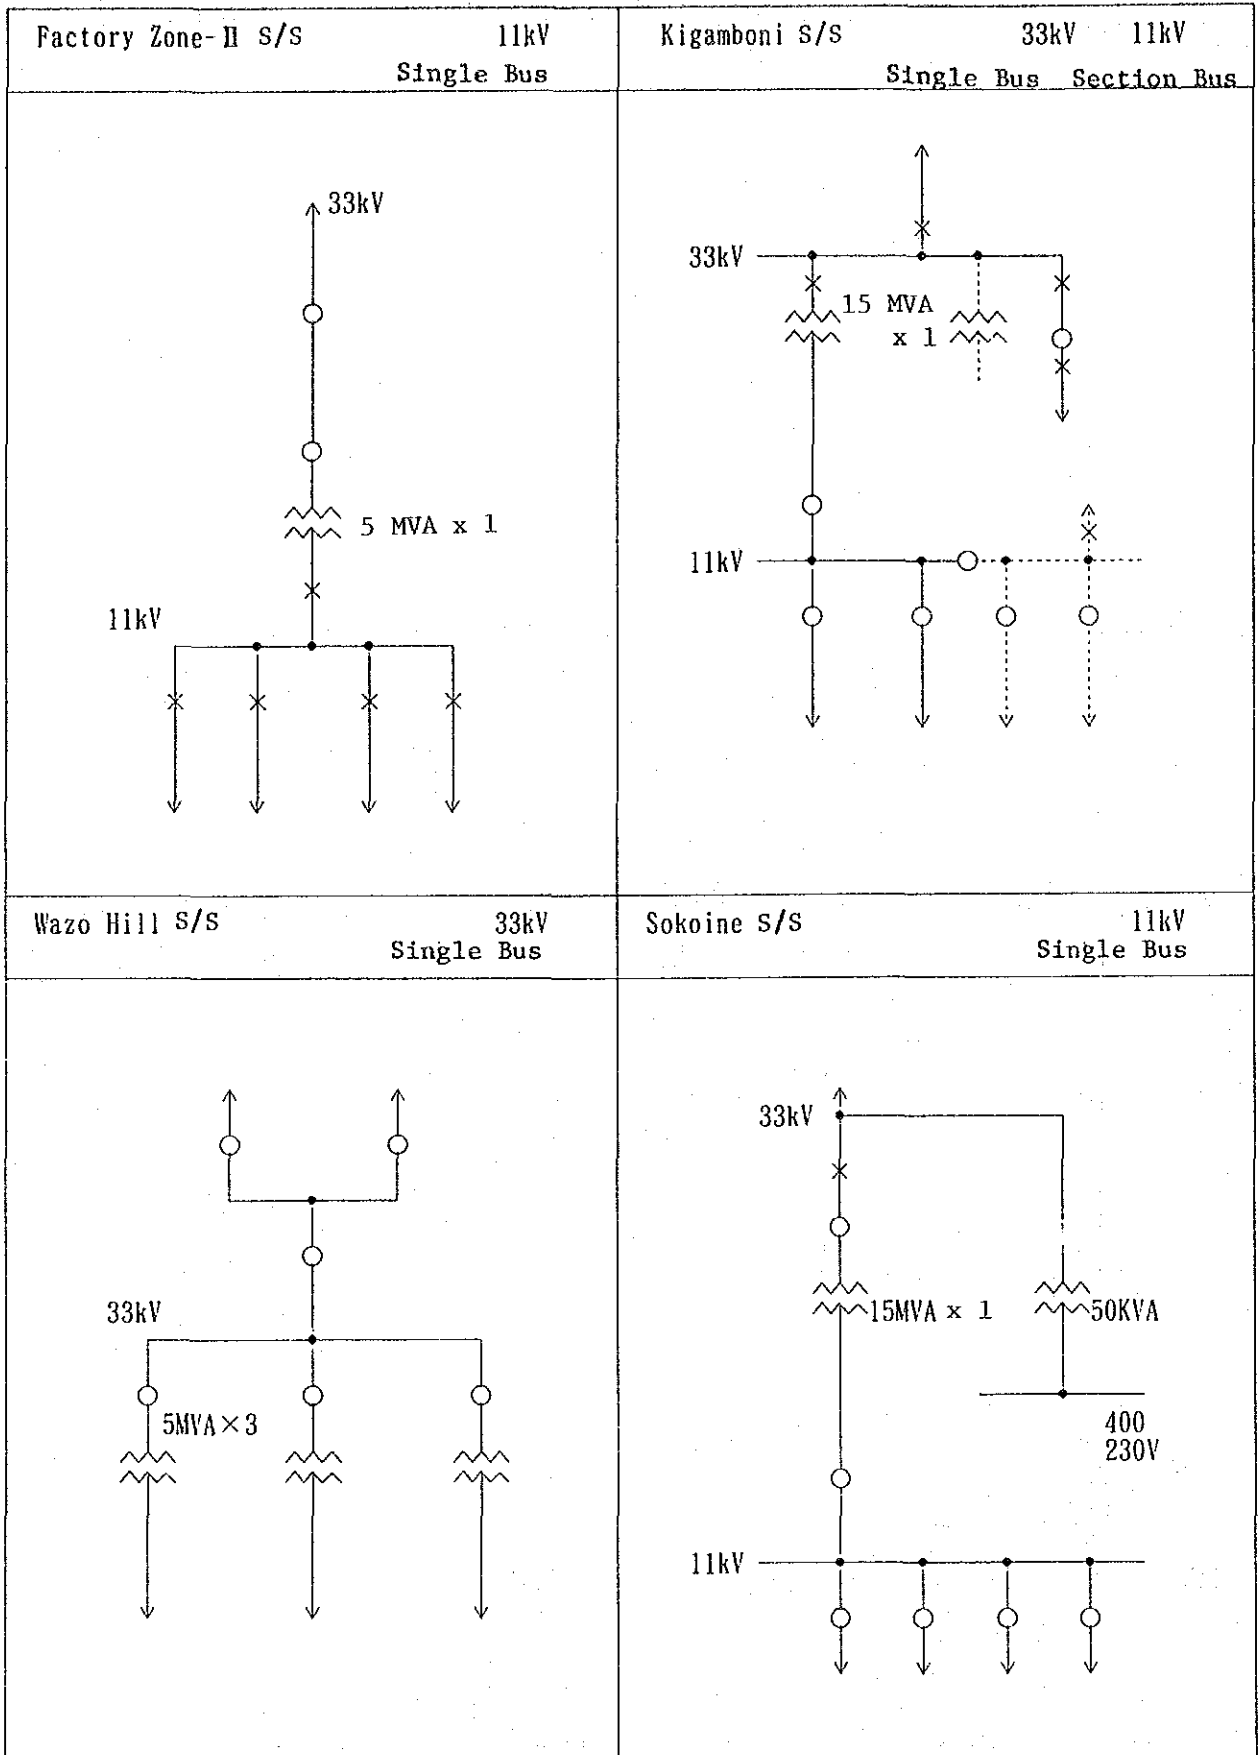 Factory Zone-II S/S 11kV
Single Bus
Kigamboni S/S 33kV 11kV
Single Bus Section Bus
33kV
5 MVA x 1
11kV
33kV
15 MVA
x 1
11kV
Wazo Hill S/S 33kV
Single Bus
Sokoine S/S 11kV
Single Bus
33kV
5MVA×3
33kV
15MVA x 1
50KVA
400
230V
11kV